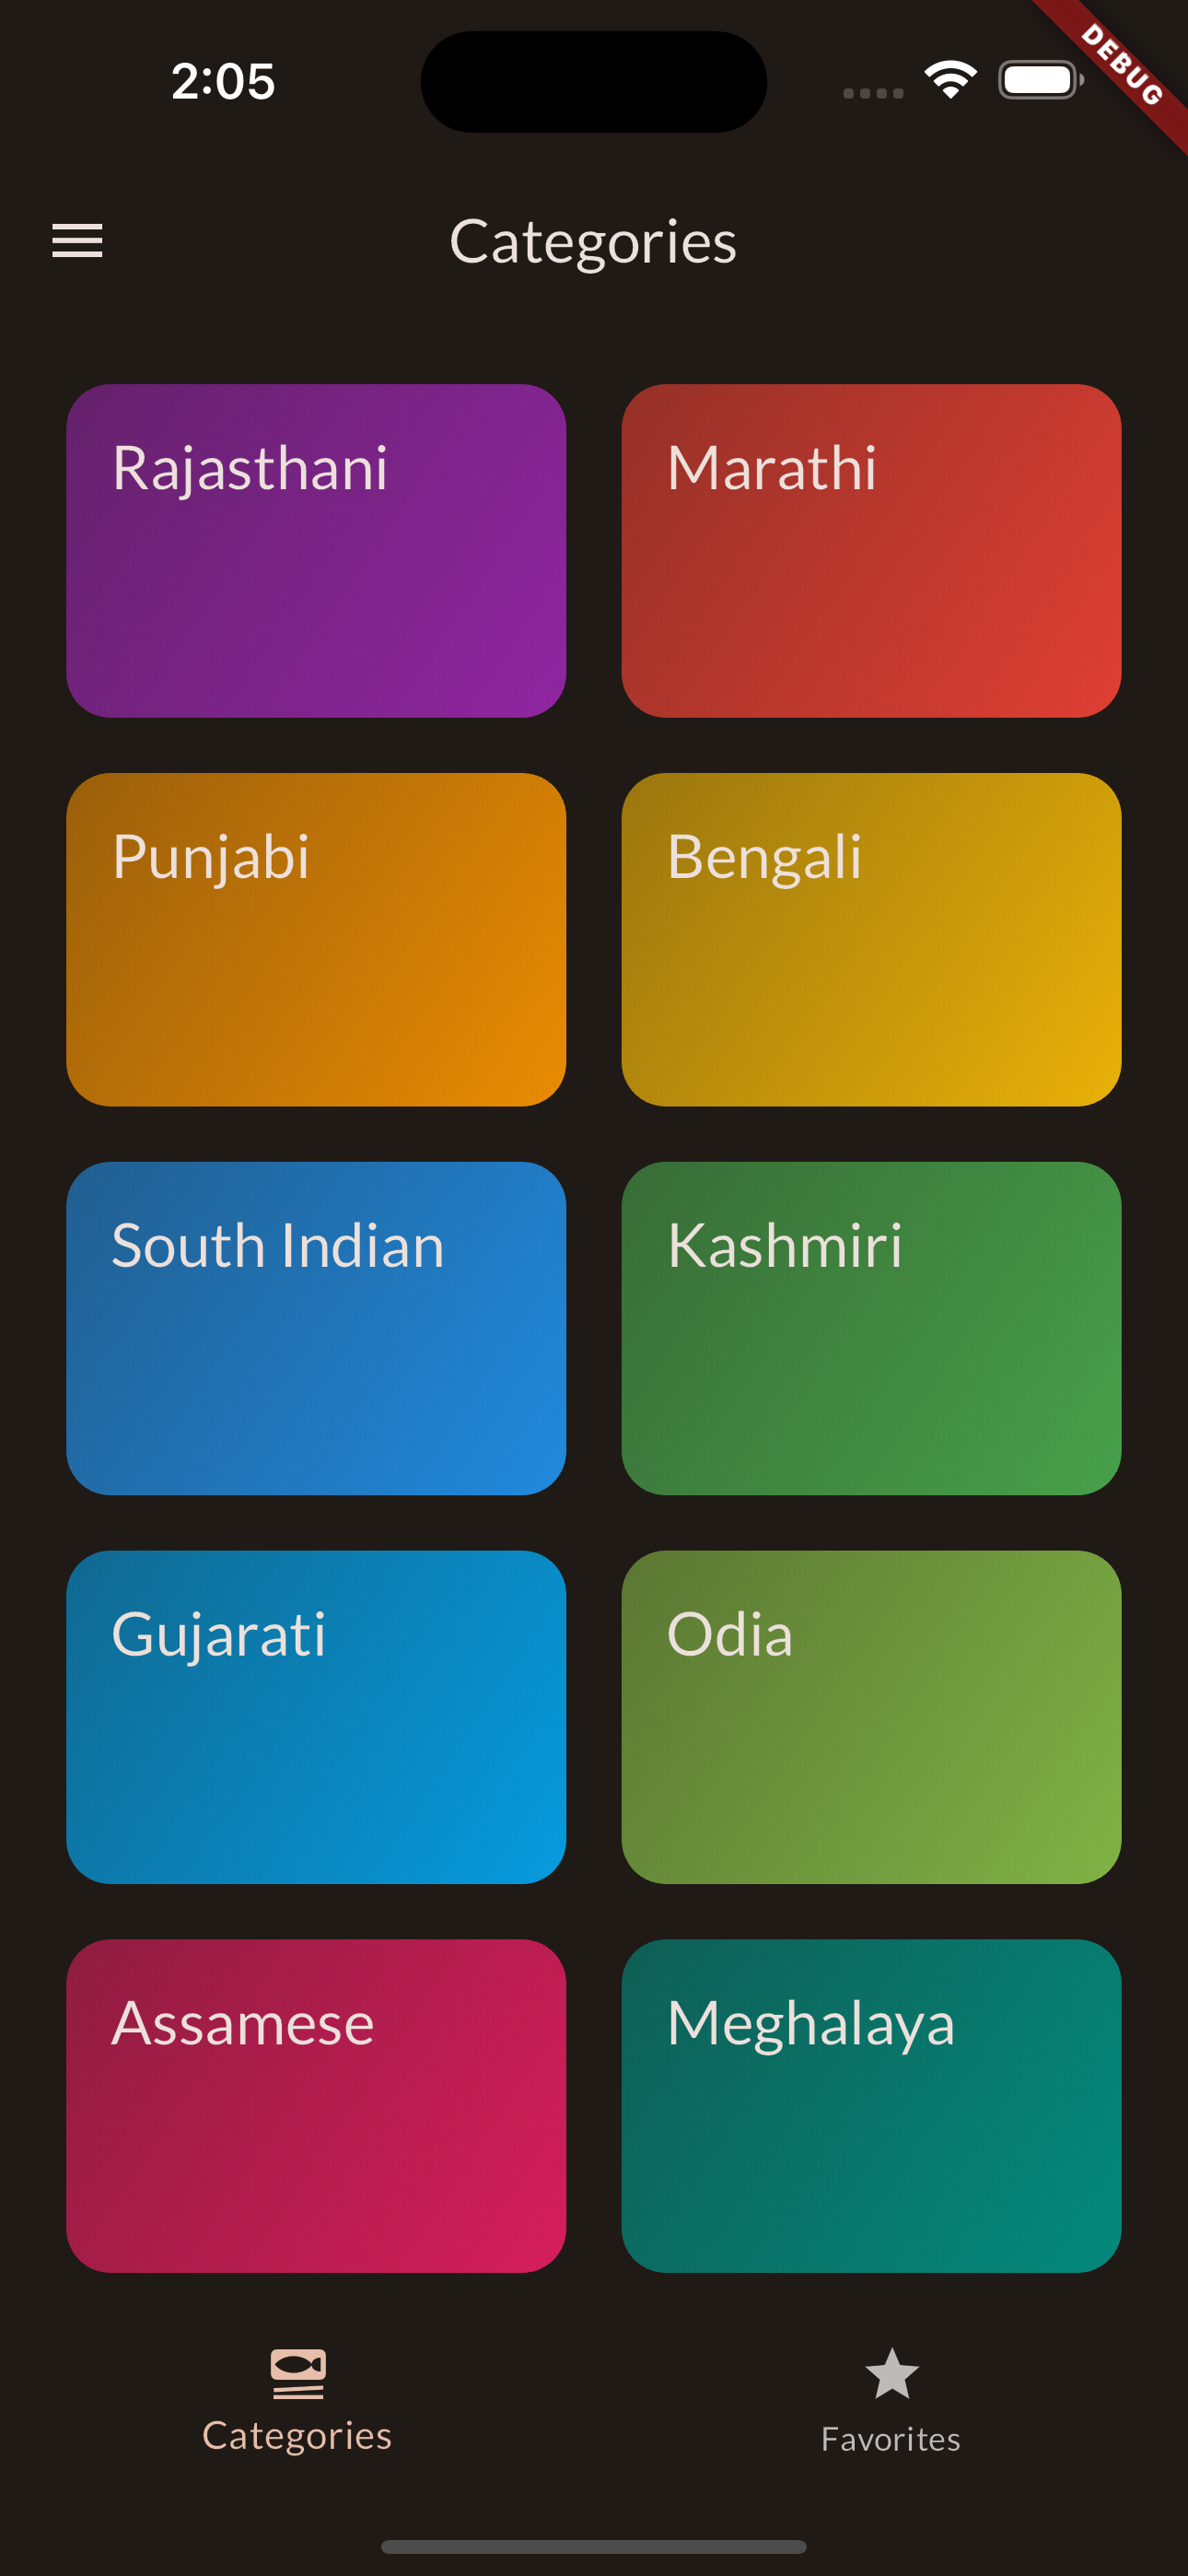 2:05
DEBUG
Categories
Rajasthani
Marathi
Punjabi
Bengali
South Indian
Kashmiri
Gujarati
Odia
Assamese
Meghalaya
Categories
Favorites